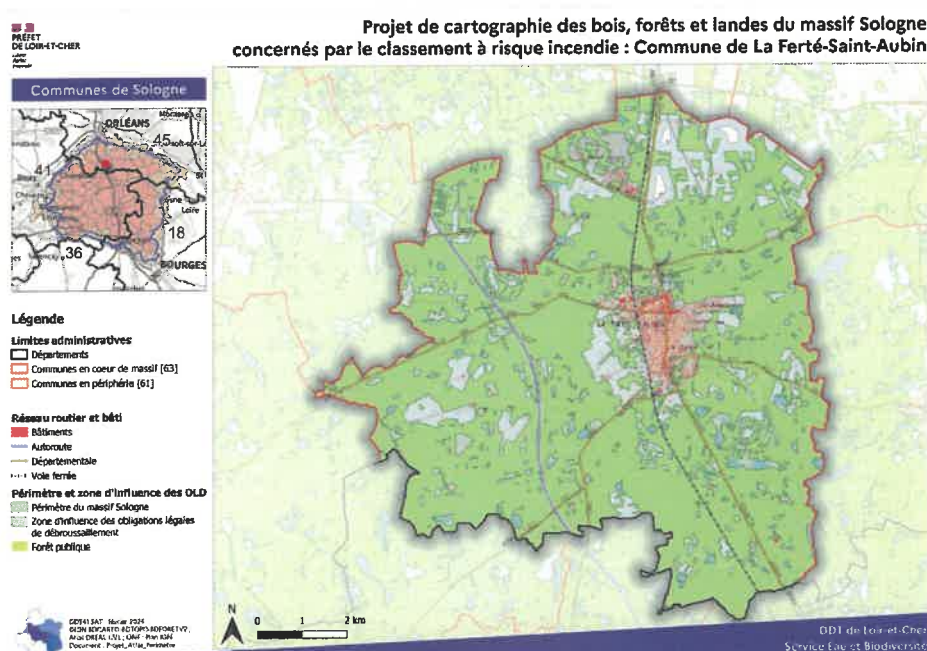 PRÉFET
DE LOIR-ET-CHER
Projet de cartographie des bois, forêts et landes du massif Sologne
concernés par le classement à risque incendie : Commune de La Ferté-Saint-Aubin
Communes de Sologne
ORLÉANS
45
41
18
Loire
36
BOURGES
Légende
Limites administratives
Départements
Communes en coeur de massif [63]
Communes en périphérie [61]
Réseau routier et bâti
Bâtiments
Autoroute
Départementale
Voie ferrée
Périmètre et zone d'influence des OLD
Périmètre du massif Sologne
Zone d'influence des obligations légales
de débroussaillement
Forêt publique
N
0 1 2 km
DDT de Loir-et-Cher
Service Eau et Biodiversité